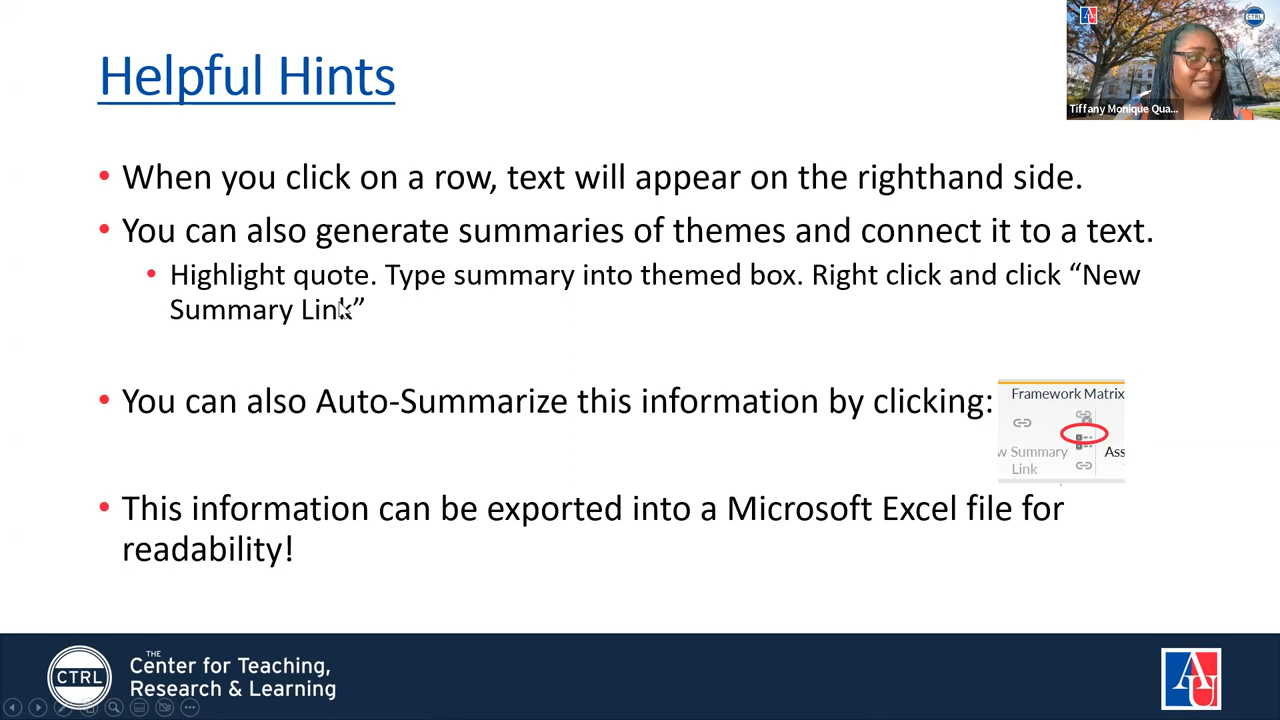 Helpful Hints
Tiffany Monique Qua...
• When you click on a row, text will appear on the righthand side.
• You can also generate summaries of themes and connect it to a text.
• Highlight quote. Type summary into themed box. Right click and click “New
Summary Link”
• You can also Auto-Summarize this information by clicking:
Framework Matrix
w Summary
Link
Ass
• This information can be exported into a Microsoft Excel file for
readability!
CTRL
THE
Center for Teaching,
Research & Learning
AU
CTRL